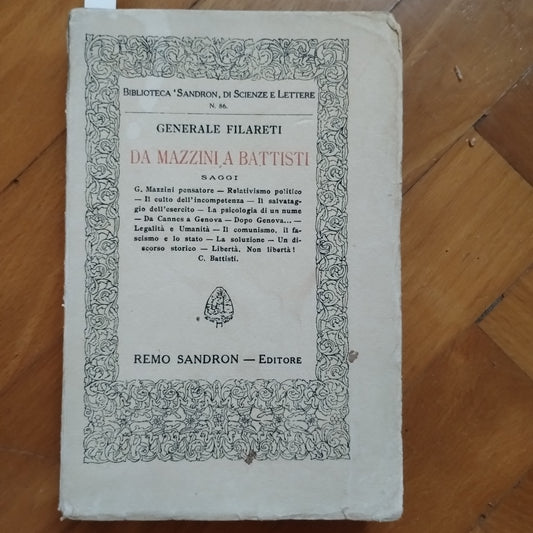 BIBLIOTECA 'SANDRON, DI SCIENZE E LETTERE
N. 86.
GENERALE FILARETI
DA MAZZINI A BATTISTI
SAGGI
G. Mazzini pensatore — Relativismo politico
— Il culto dell'incompetenza — Il salvatag-
gio dell'esercito — La psicologia di un nume
— Da Cannes a Genova — Dopo Genova... —
Legalità e Umanità — Il comunismo, il fa-
scismo e lo stato — La soluzione — Un di-
scorso storico — Libertà, Non libertà!
C. Battisti.
REMO SANDRON — EDITORE